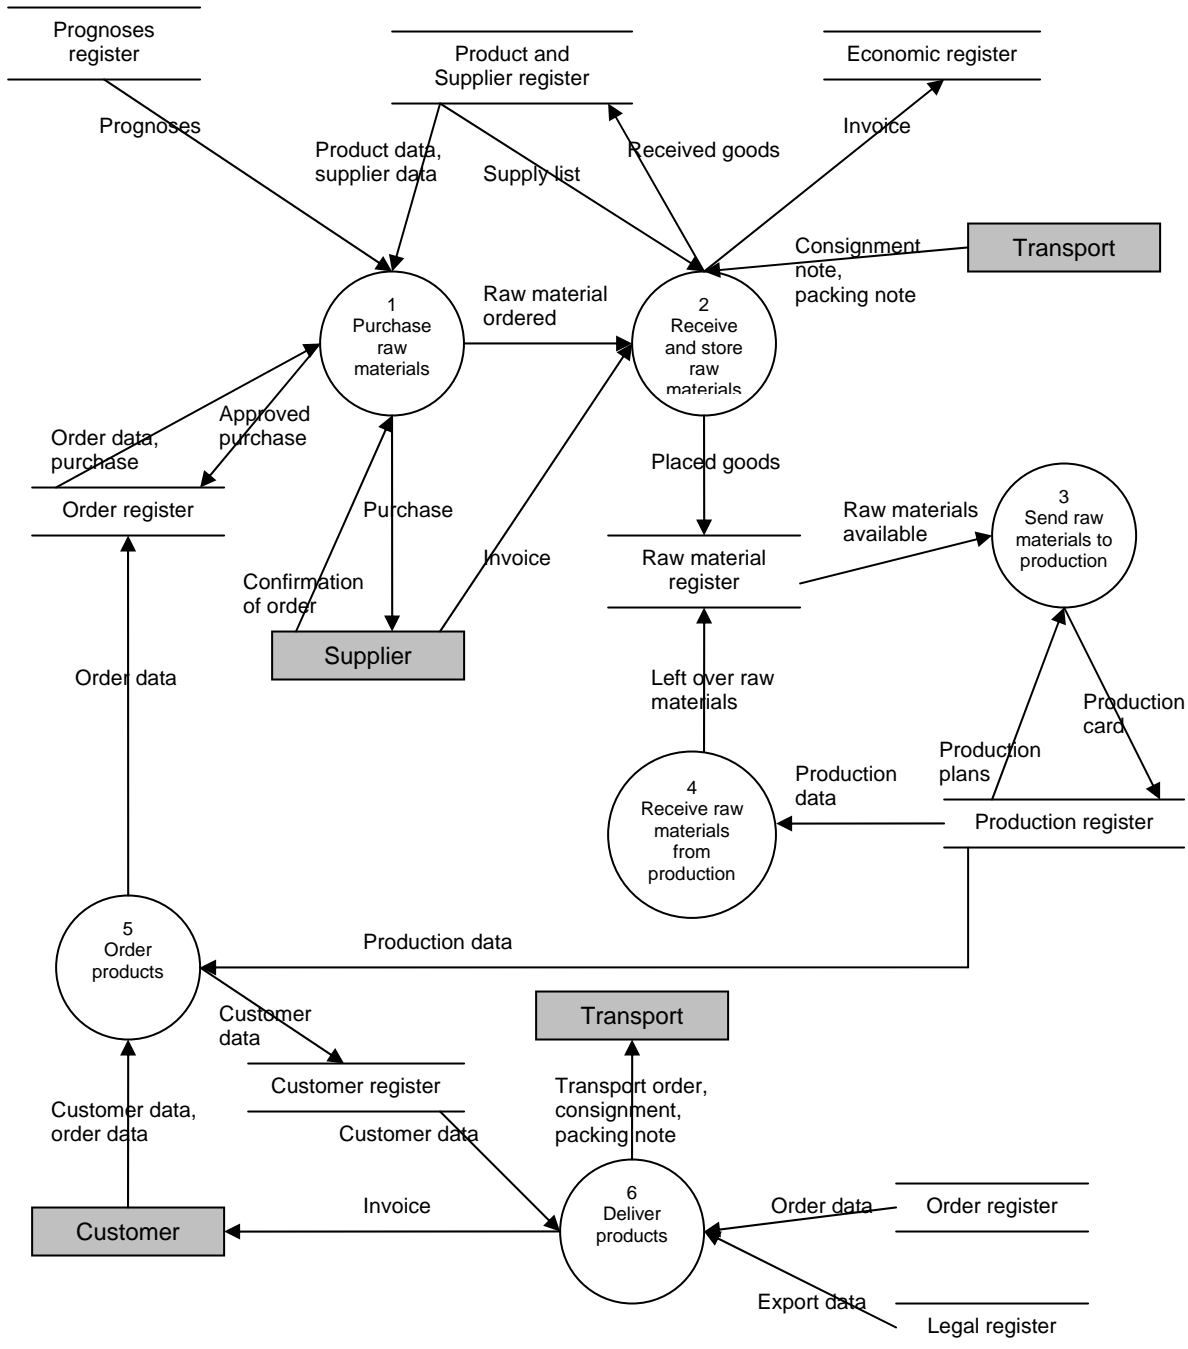 Prognoses
register
Product and
Supplier register
Economic register
Prognoses
Product data,
supplier data
Supply list
Received goods
Invoice
Consignment
note,
packing note
Transport
1
Purchase
raw
materials
Raw material
ordered
2
Receive
and store
raw
materials
Order data,
purchase
Approved
purchase
Order register
Purchase
Confirmation
of order
Invoice
Supplier
Placed goods
Raw material
register
Raw materials
available
3
Send raw
materials to
production
Order data
Left over raw
materials
Production
plans
Production
card
4
Receive raw
materials
from
production
Production
data
Production register
5
Order
products
Production data
Customer
data
Transport
Customer register
Customer data,
order data
Customer data
Transport order,
consignment,
packing note
Customer
Invoice
6
Deliver
products
Order data
Order register
Export data
Legal register